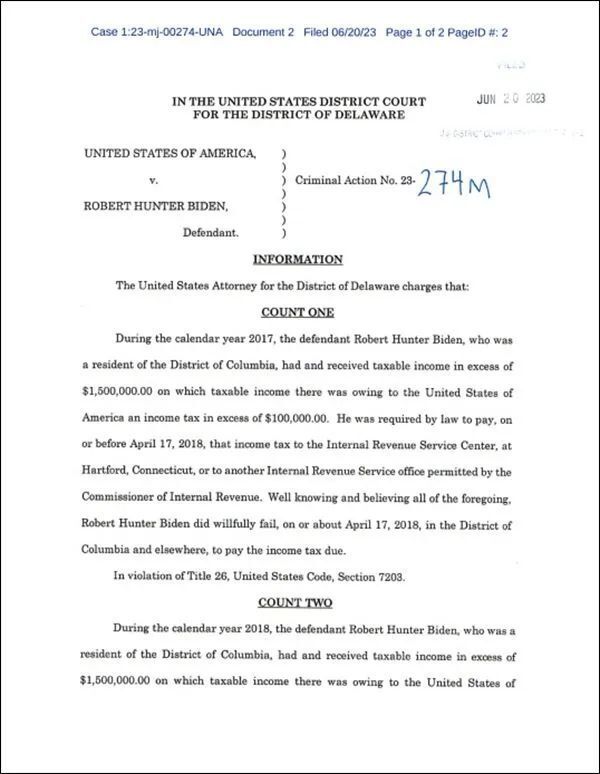 Case 1:23-mj-00274-UNA Document 2 Filed 06/20/23 Page 1 of 2 PageID #: 2
FILED
JUN 20 2023
IN THE UNITED STATES DISTRICT COURT
FOR THE DISTRICT OF DELAWARE
UNITED STATES OF AMERICA, )
)
v. ) Criminal Action No. 23-274M
)
ROBERT HUNTER BIDEN, )
)
Defendant. )
INFORMATION
The United States Attorney for the District of Delaware charges that:
COUNT ONE
During the calendar year 2017, the defendant Robert Hunter Biden, who was
a resident of the District of Columbia, had and received taxable income in excess of
$1,500,000.00 on which taxable income there was owing to the United States of
America an income tax in excess of $100,000.00. He was required by law to pay, on
or before April 17, 2018, that income tax to the Internal Revenue Service Center, at
Hartford, Connecticut, or to another Internal Revenue Service office permitted by the
Commissioner of Internal Revenue. Well knowing and believing all of the foregoing,
Robert Hunter Biden did willfully fail, on or about April 17, 2018, in the District of
Columbia and elsewhere, to pay the income tax due.
In violation of Title 26, United States Code, Section 7203.
COUNT TWO
During the calendar year 2018, the defendant Robert Hunter Biden, who was a
resident of the District of Columbia, had and received taxable income in excess of
$1,500,000.00 on which taxable income there was owing to the United States of